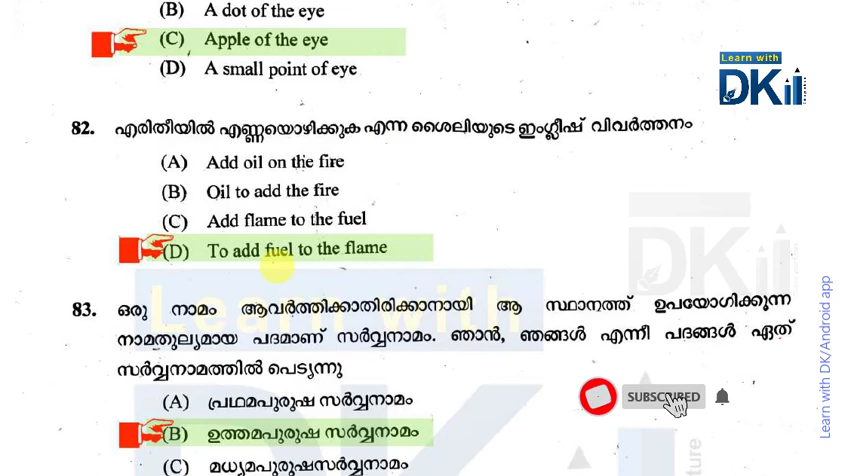 (B) A dot of the eye
(C) Apple of the eye
(D) A small point of eye
Learn with
DK
82. എരിതീയിൽ എണ്ണയൊഴിക്കുക എന്ന ശൈലിയുടെ ഇംഗ്ലീഷ് വിവർത്തനം
(A) Add oil on the fire
(B) Oil to add the fire
(C) Add flame to the fuel
(D) To add fuel to the flame
DK
Learn with
83. ഒരു നാമം ആവർത്തിക്കാതിരിക്കാനായി ആ സ്ഥാനത്ത് ഉപയോഗിക്കുന്ന
നാമതുല്യമായ പദമാണ് സർവ്വനാമം. ഞാൻ, ഞങ്ങൾ എന്നീ പദങ്ങൾ ഏത്
സർവ്വനാമത്തിൽ പെടുന്നു
(A) പ്രഥമപുരുഷ സർവ്വനാമം
(B) ഉത്തമപുരുഷ സർവ്വനാമം
(C) മധ്യമപുരുഷസർവ്വനാമം
SUBSCRIBED
Learn with DK/Android app